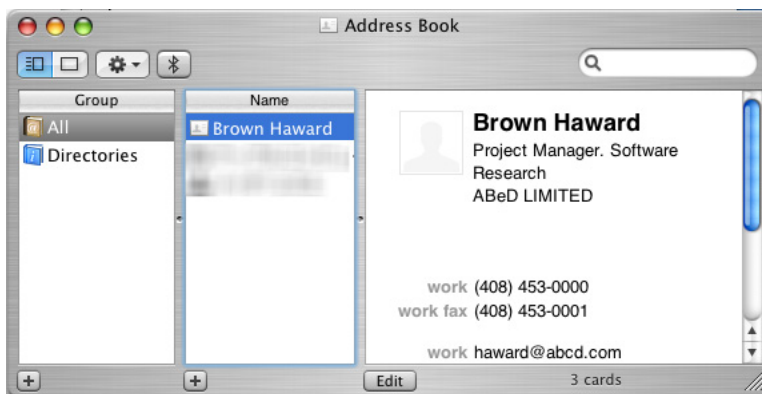 Address Book
Group
All
Directories
Name
Brown Haward
Brown Haward
Project Manager. Software
Research
ABeD LIMITED
work (408) 453-0000
work fax (408) 453-0001
work haward@abcd.com
Edit
3 cards